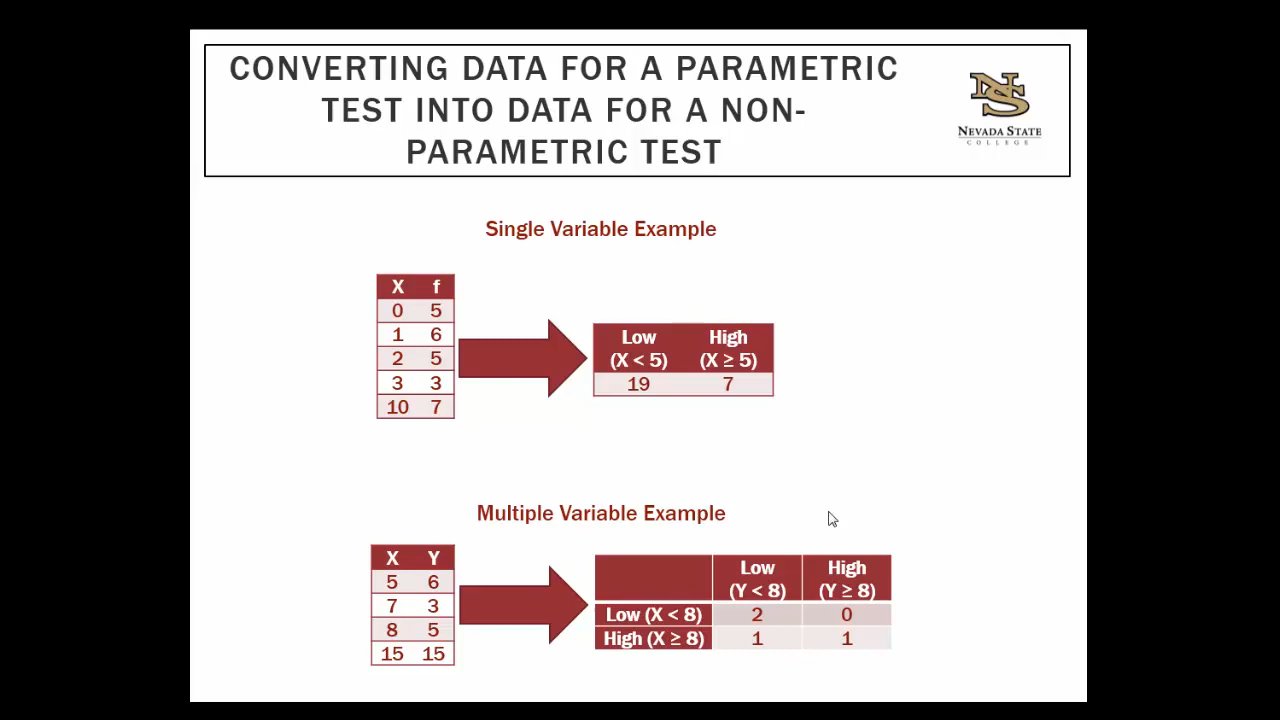 CONVERTING DATA FOR A PARAMETRIC
TEST INTO DATA FOR A NON-
PARAMETRIC TEST
NS
NEVADA STATE
COLLEGE
Single Variable Example
X f
0 5
1 6
2 5
3 3
10 7
Low High
(X < 5) (X ≥ 5)
19 7
Multiple Variable Example
X Y
5 6
7 3
8 5
15 15
Low High
(Y < 8) (Y ≥ 8)
Low (X < 8) 2 0
High (X ≥ 8) 1 1